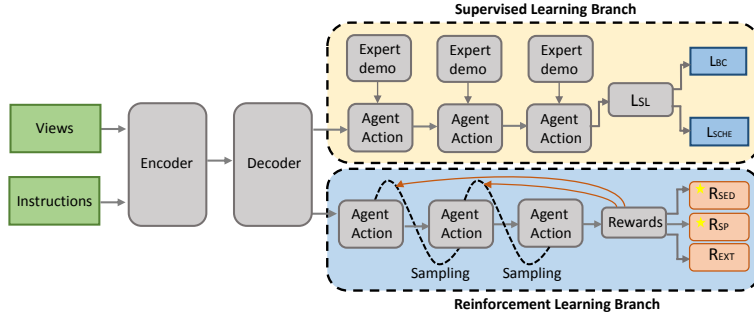 Supervised Learning Branch
Expert demo
Expert demo
Expert demo
Agent Action
Agent Action
Agent Action
LSL
LBC
LSCHE
Views
Instructions
Encoder
Decoder
Agent Action
Agent Action
Agent Action
Sampling
Sampling
Rewards
RSED
RSP
REXT
Reinforcement Learning Branch